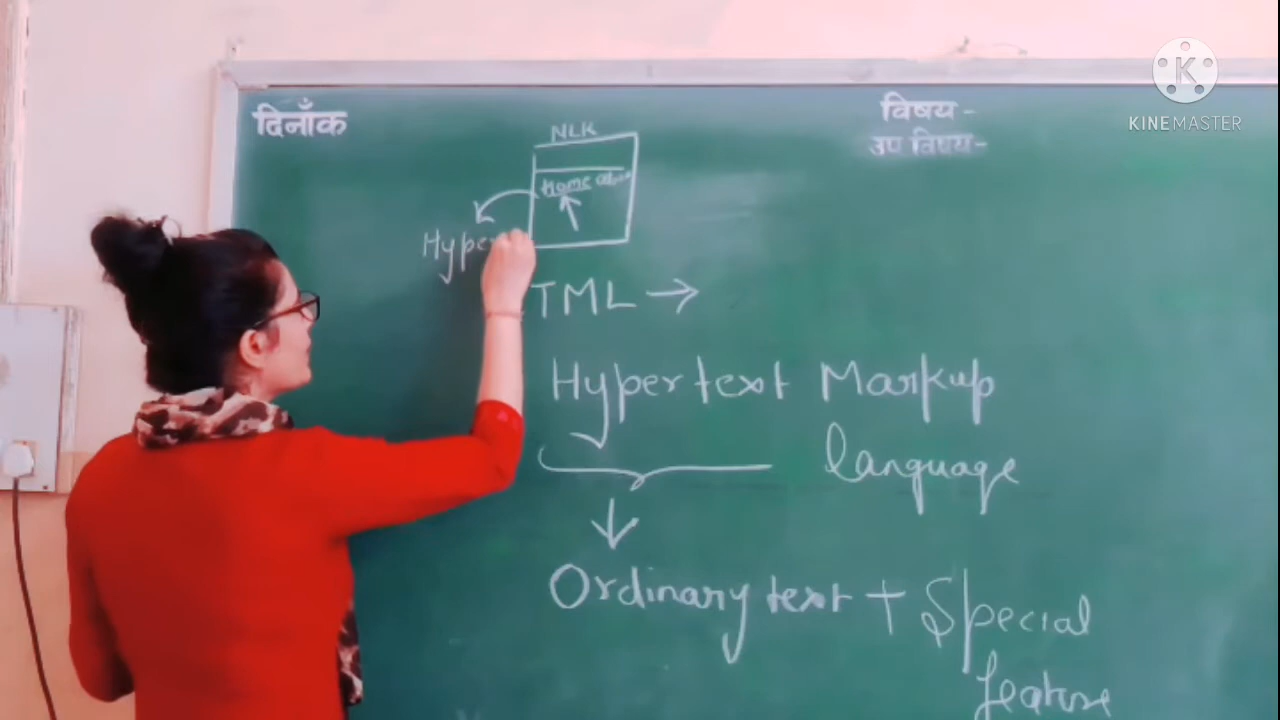 दिनाँक
विषय -
उप विषय-
NLK
Home
Hyper
TML →
Hypertext Markup
language
Ordinary text + Special
feature
K
KINEMASTER